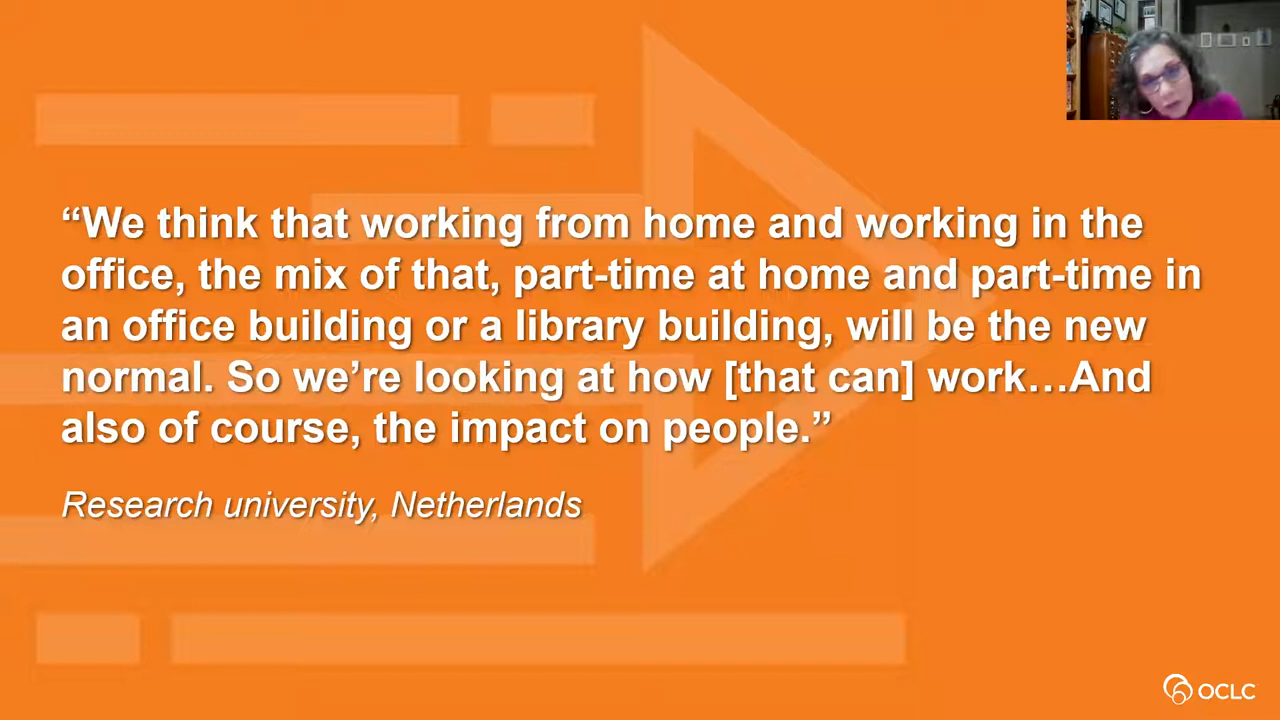 “We think that working from home and working in the
office, the mix of that, part-time at home and part-time in
an office building or a library building, will be the new
normal. So we’re looking at how [that can] work…And
also of course, the impact on people.”
Research university, Netherlands
OCLC